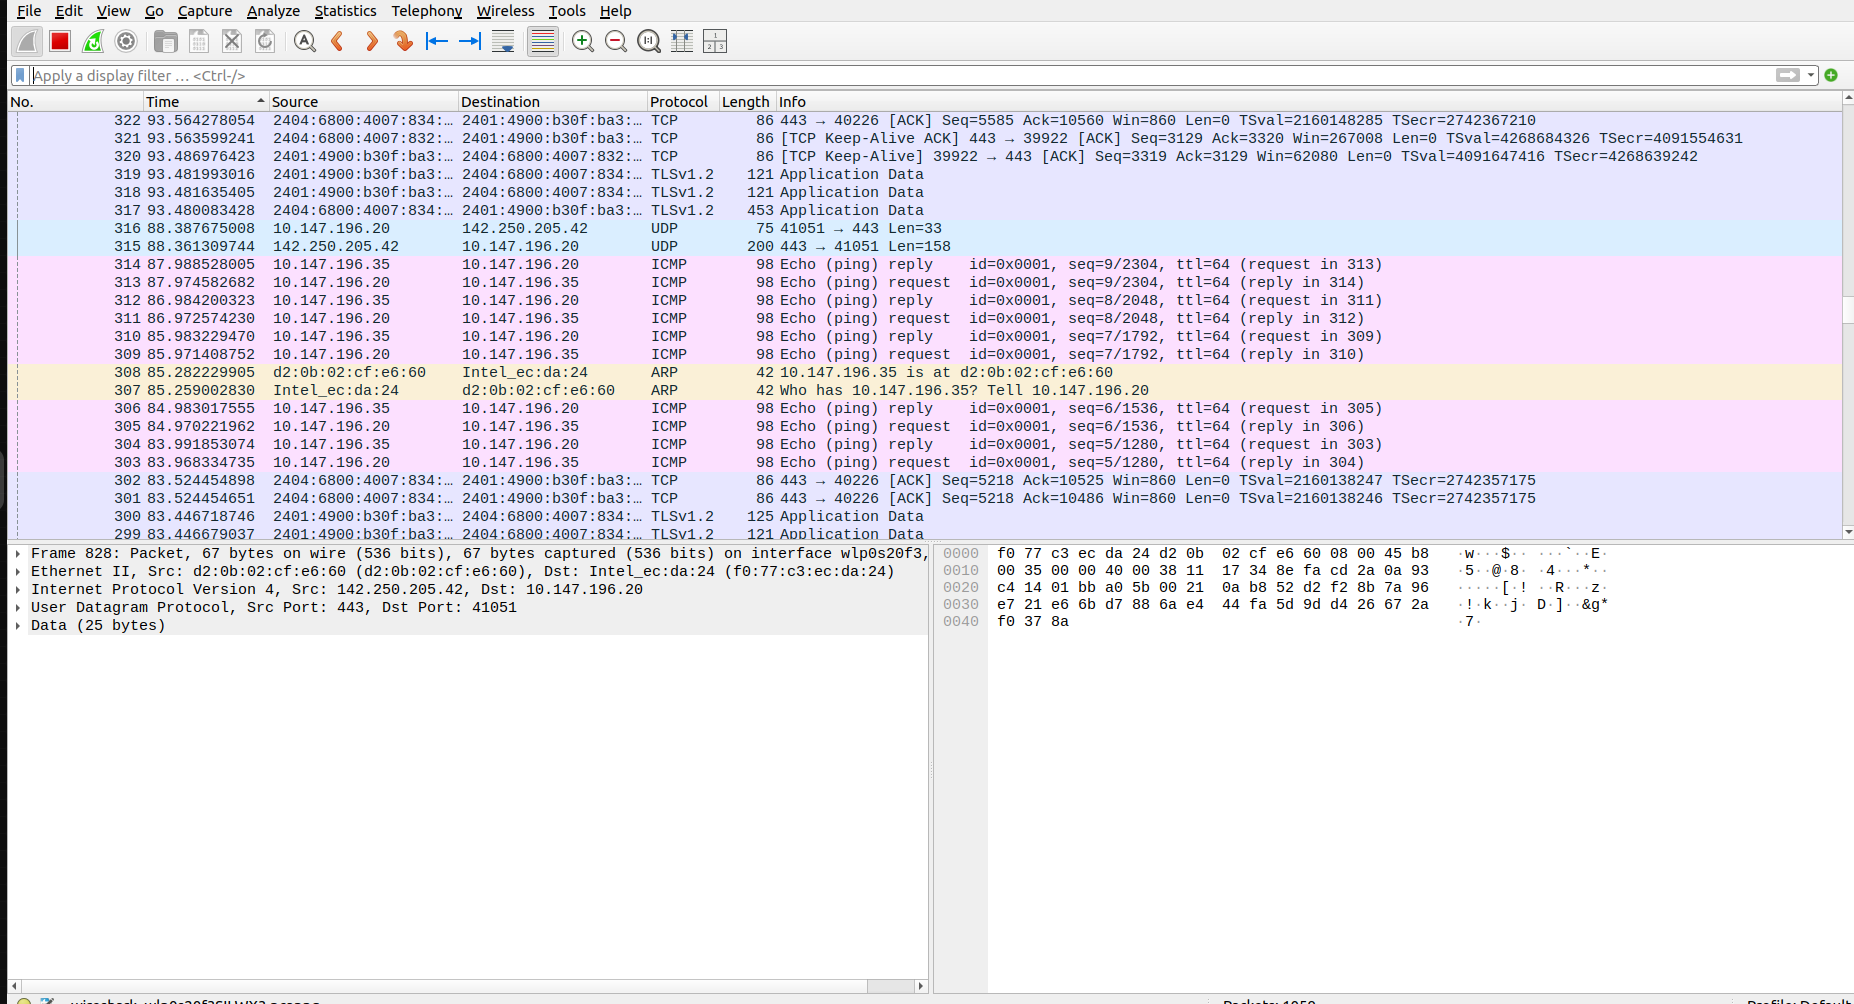 File Edit View Go Capture Analyze Statistics Telephony Wireless Tools Help
Apply a display filter … <Ctrl-/>
No. Time Source Destination Protocol Length Info
322 93.564278054 2404:6800:4007:834:… 2401:4900:b30f:ba3:… TCP 86 443 → 40226 [ACK] Seq=5585 Ack=10560 Win=860 Len=0 TSval=2160148285 TSecr=2742367210
321 93.563599241 2404:6800:4007:832:… 2401:4900:b30f:ba3:… TCP 86 [TCP Keep-Alive ACK] 443 → 39922 [ACK] Seq=3129 Ack=3320 Win=267008 Len=0 TSval=4268684326 TSecr=4091554631
320 93.486976423 2401:4900:b30f:ba3:… 2404:6800:4007:832:… TCP 86 [TCP Keep-Alive] 39922 → 443 [ACK] Seq=3319 Ack=3129 Win=62080 Len=0 TSval=4091647416 TSecr=4268639242
319 93.481993016 2401:4900:b30f:ba3:… 2404:6800:4007:834:… TLSv1.2 121 Application Data
318 93.481635405 2401:4900:b30f:ba3:… 2404:6800:4007:834:… TLSv1.2 121 Application Data
317 93.480083428 2404:6800:4007:834:… 2401:4900:b30f:ba3:… TLSv1.2 453 Application Data
316 88.387675008 10.147.196.20 142.250.205.42 UDP 75 41051 → 443 Len=33
315 88.361309744 142.250.205.42 10.147.196.20 UDP 200 443 → 41051 Len=158
314 87.988528005 10.147.196.35 10.147.196.20 ICMP 98 Echo (ping) reply id=0x0001, seq=9/2304, ttl=64 (request in 313)
313 87.974582682 10.147.196.20 10.147.196.35 ICMP 98 Echo (ping) request id=0x0001, seq=9/2304, ttl=64 (reply in 314)
312 86.984200323 10.147.196.35 10.147.196.20 ICMP 98 Echo (ping) reply id=0x0001, seq=8/2048, ttl=64 (request in 311)
311 86.972574230 10.147.196.20 10.147.196.35 ICMP 98 Echo (ping) request id=0x0001, seq=8/2048, ttl=64 (reply in 312)
310 85.983229470 10.147.196.35 10.147.196.20 ICMP 98 Echo (ping) reply id=0x0001, seq=7/1792, ttl=64 (request in 309)
309 85.971408752 10.147.196.20 10.147.196.35 ICMP 98 Echo (ping) request id=0x0001, seq=7/1792, ttl=64 (reply in 310)
308 85.282229905 d2:0b:02:cf:e6:60 Intel_ec:da:24 ARP 42 10.147.196.35 is at d2:0b:02:cf:e6:60
307 85.259002830 Intel_ec:da:24 d2:0b:02:cf:e6:60 ARP 42 Who has 10.147.196.35? Tell 10.147.196.20
306 84.983017555 10.147.196.35 10.147.196.20 ICMP 98 Echo (ping) reply id=0x0001, seq=6/1536, ttl=64 (request in 305)
305 84.970221962 10.147.196.20 10.147.196.35 ICMP 98 Echo (ping) request id=0x0001, seq=6/1536, ttl=64 (reply in 306)
304 83.991853074 10.147.196.35 10.147.196.20 ICMP 98 Echo (ping) reply id=0x0001, seq=5/1280, ttl=64 (request in 303)
303 83.968334735 10.147.196.20 10.147.196.35 ICMP 98 Echo (ping) request id=0x0001, seq=5/1280, ttl=64 (reply in 304)
302 83.524454898 2404:6800:4007:834:… 2401:4900:b30f:ba3:… TCP 86 443 → 40226 [ACK] Seq=5218 Ack=10525 Win=860 Len=0 TSval=2160138247 TSecr=2742357175
301 83.524454651 2404:6800:4007:834:… 2401:4900:b30f:ba3:… TCP 86 443 → 40226 [ACK] Seq=5218 Ack=10486 Win=860 Len=0 TSval=2160138246 TSecr=2742357175
300 83.446718746 2401:4900:b30f:ba3:… 2404:6800:4007:834:… TLSv1.2 125 Application Data
299 83.446679037 2401:4900:b30f:ba3:… 2404:6800:4007:834:… TLSv1.2 121 Application Data
Frame 828: Packet, 67 bytes on wire (536 bits), 67 bytes captured (536 bits) on interface wlp0s20f3,
Ethernet II, Src: d2:0b:02:cf:e6:60 (d2:0b:02:cf:e6:60), Dst: Intel_ec:da:24 (f0:77:c3:ec:da:24)
Internet Protocol Version 4, Src: 142.250.205.42, Dst: 10.147.196.20
User Datagram Protocol, Src Port: 443, Dst Port: 41051
Data (25 bytes)
0000 f0 77 c3 ec da 24 d2 0b 02 cf e6 60 08 00 45 b8 ·w···$·· ···`··E·
0010 00 35 00 00 40 00 38 11 17 34 8e fa cd 2a 0a 93 ·5··@·8· ·4···*··
0020 c4 14 01 bb a0 5b 00 21 0a b8 52 d2 f2 8b 7a 96 ·····[·! ··R···z·
0030 e7 21 e6 6b d7 88 6a e4 44 fa 5d 9d d4 26 67 2a ·!·k··j· D·]··&g*
0040 f0 37 8a ·7·
Profile: Default